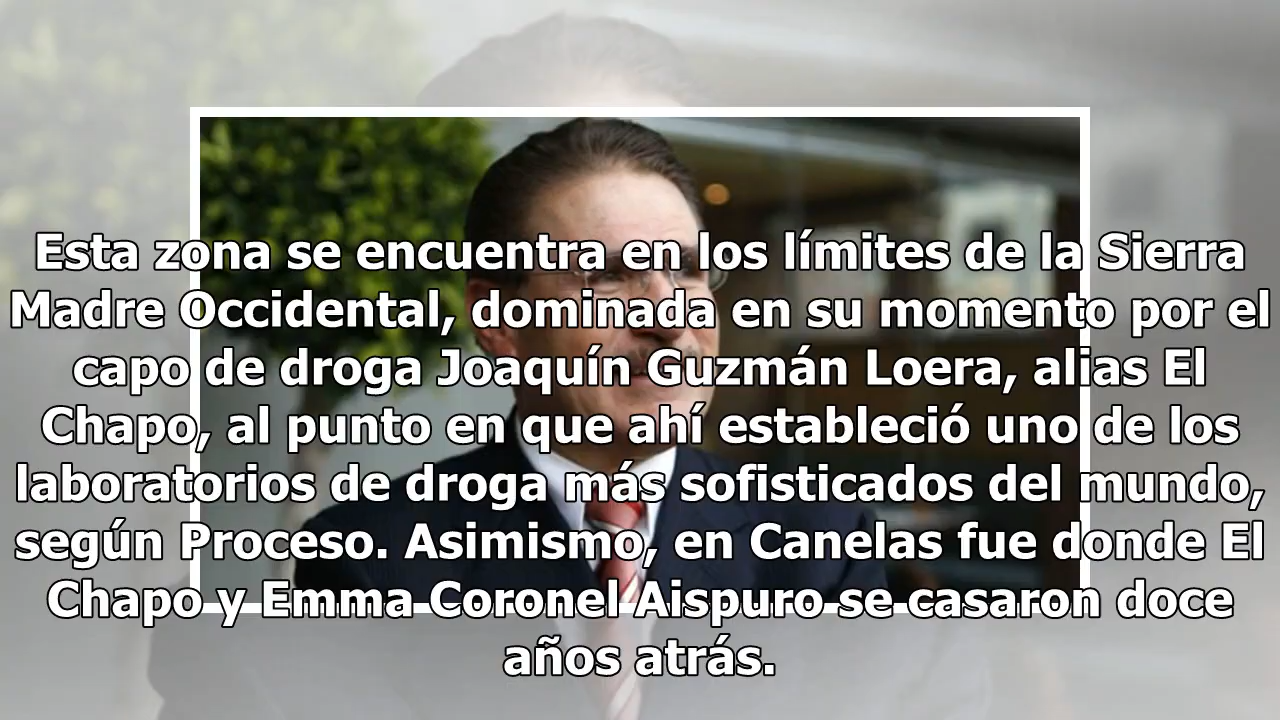 Esta zona se encuentra en los límites de la Sierra
Madre Occidental, dominada en su momento por el
capo de droga Joaquín Guzmán Loera, alias El
Chapo, al punto en que ahí estableció uno de los
laboratorios de droga más sofisticados del mundo,
según Proceso. Asimismo, en Canelas fue donde El
Chapo y Emma Coronel Aispuro se casaron doce
años atrás.